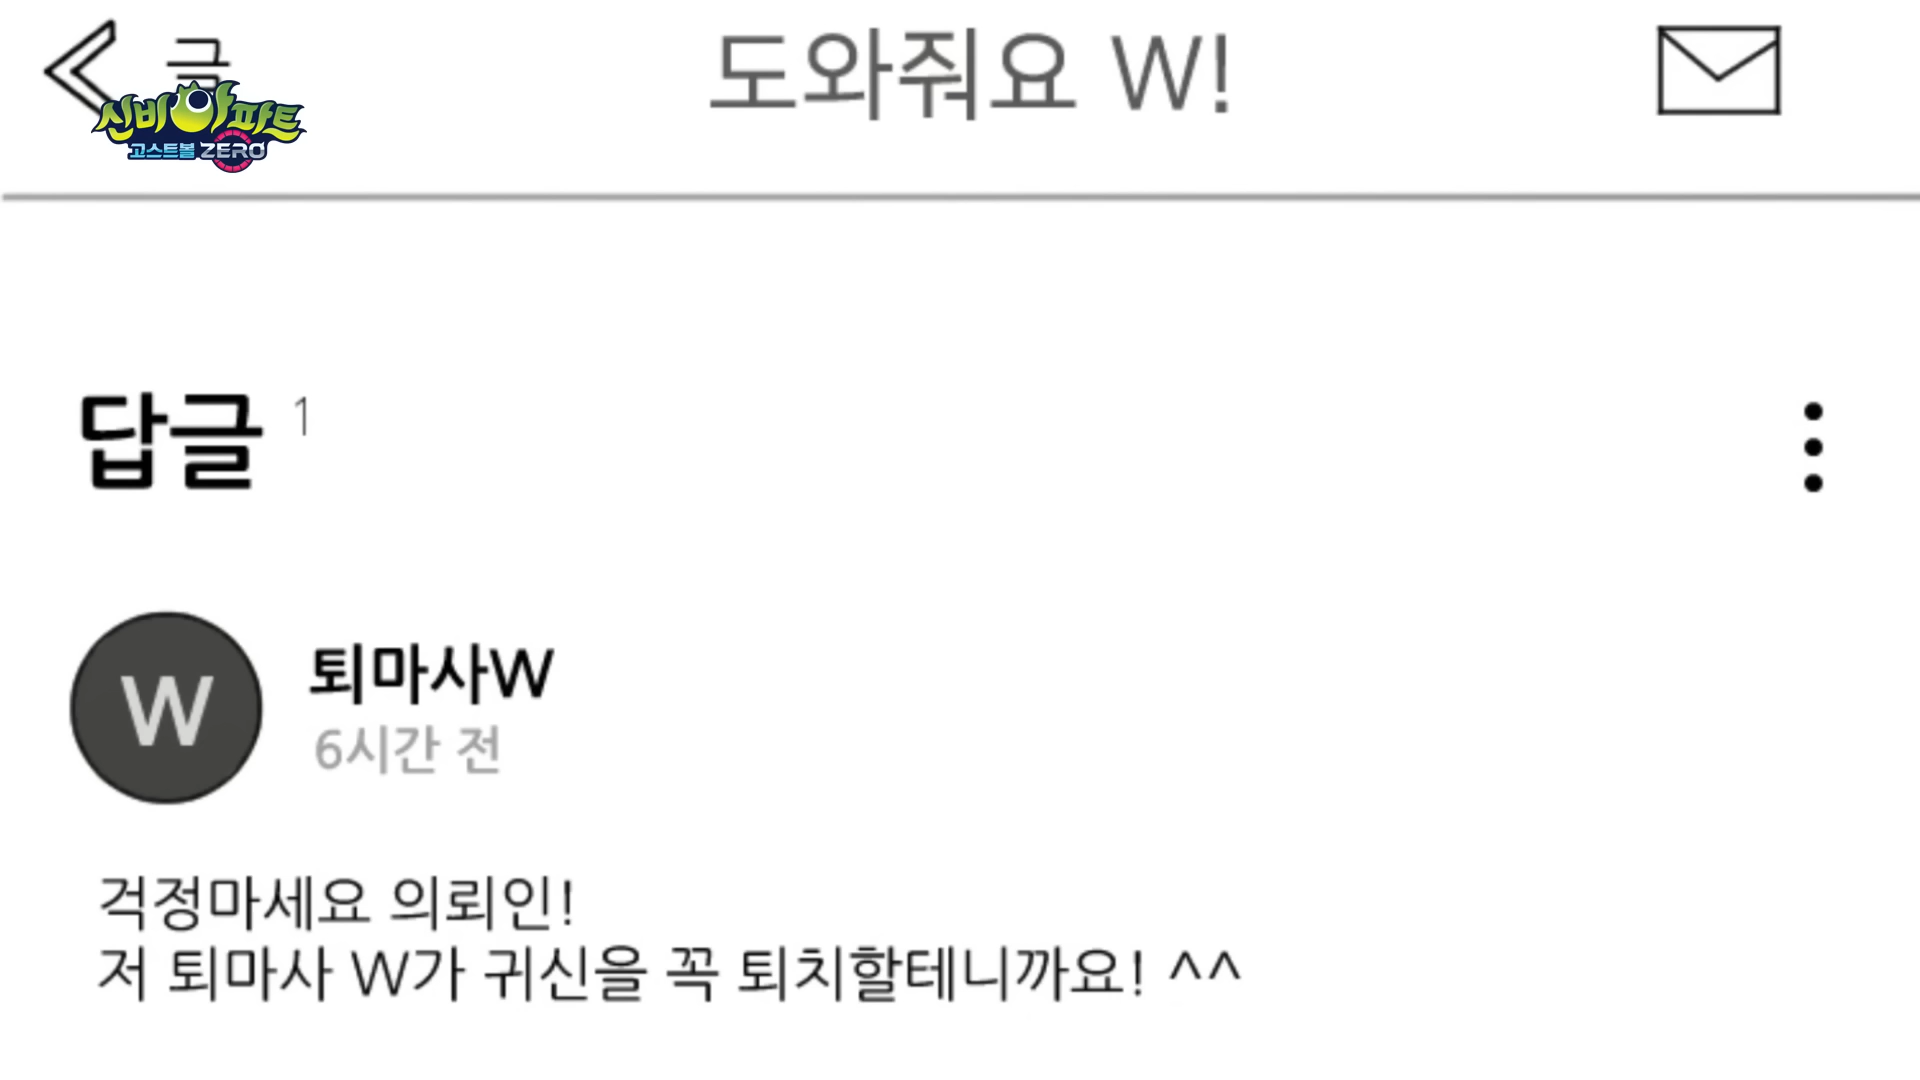 글
도와줘요 W!
신비아파트
고스트볼 ZERO
답글 1
W
퇴마사W
6시간 전
걱정마세요 의뢰인!
저 퇴마사 W가 귀신을 꼭 퇴치할테니까요! ^^